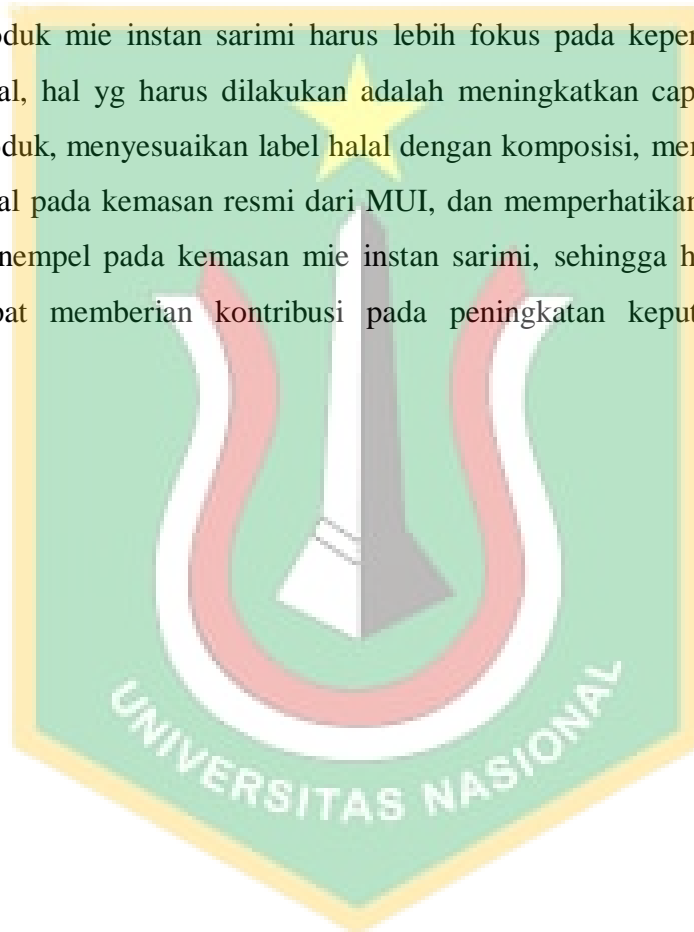 oduk mie instan sarimi harus lebih fokus pada keper
al, hal yg harus dilakukan adalah meningkatkan cap
oduk, menyesuaikan label halal dengan komposisi, mer
al pada kemasan resmi dari MUI, dan memperhatikan
nempel pada kemasan mie instan sarimi, sehingga h
pat memberian kontribusi pada peningkatan keput
UNIVERSITAS NASIONAL